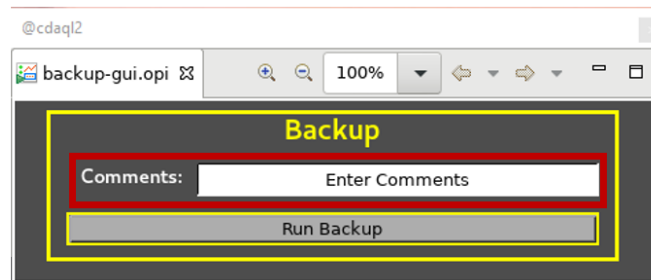 @cdaql2
backup-gui.opi
100%
Backup
Comments: Enter Comments
Run Backup